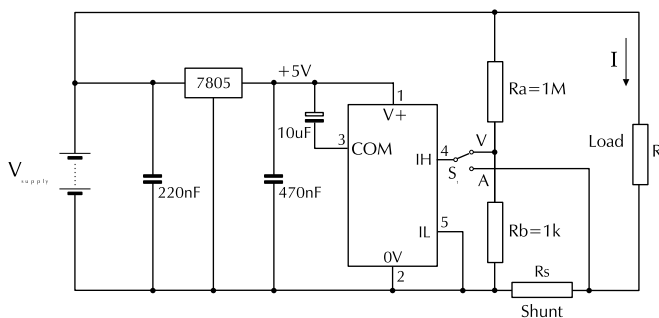 I
+5V
7805
1
V+
Ra=1M
10uF
3
COM
IH
4
V
Load
R
V supply
S
A
220nF
470nF
IL
5
Rb=1k
0V
2
Rs
Shunt